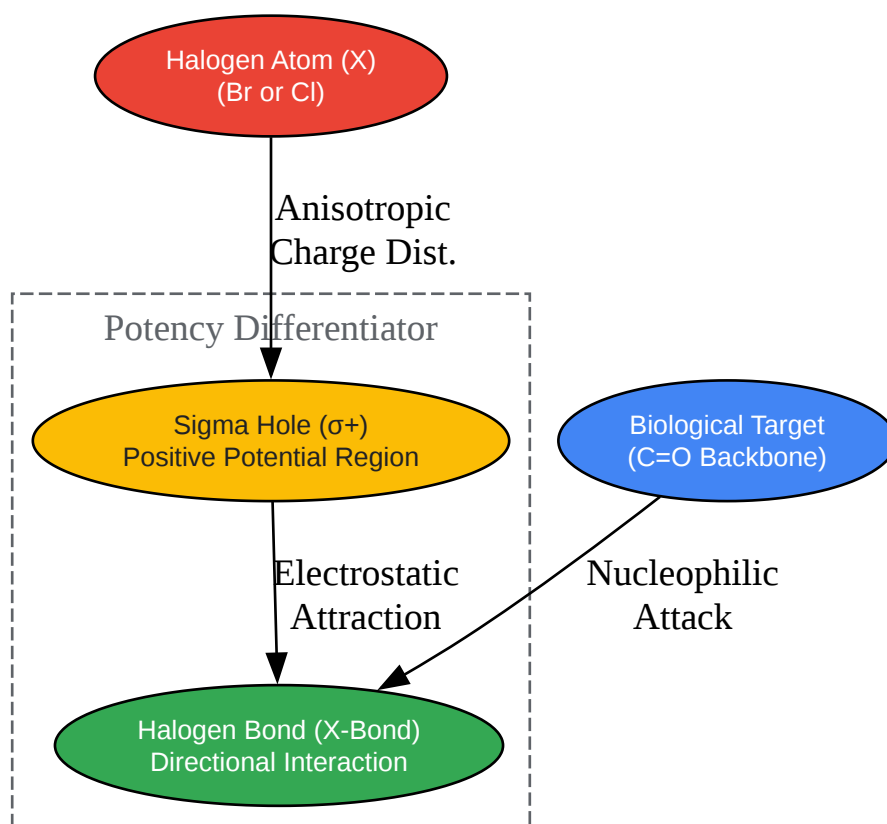 Halogen Atom (X)
(Br or Cl)
Anisotropic
Charge Dist.
Potency Differentiator
Sigma Hole (σ+)
Positive Potential Region
Biological Target
(C=O Backbone)
Electrostatic
Attraction
Nucleophilic
Attack
Halogen Bond (X-Bond)
Directional Interaction